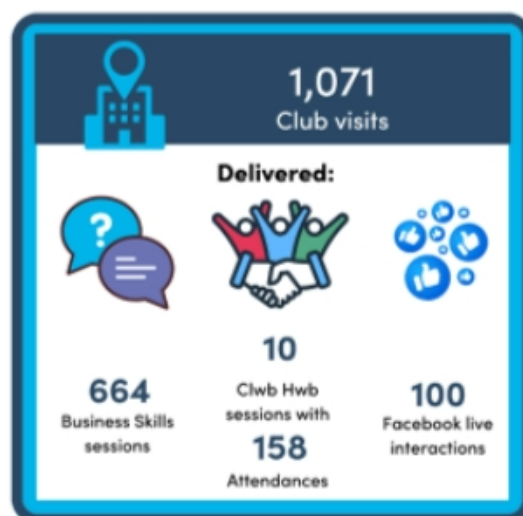 1,071
Club visits
Delivered:
?
664
Business Skills
sessions
10
Clwb Hwb
sessions with
158
Attendances
100
Facebook live
interactions